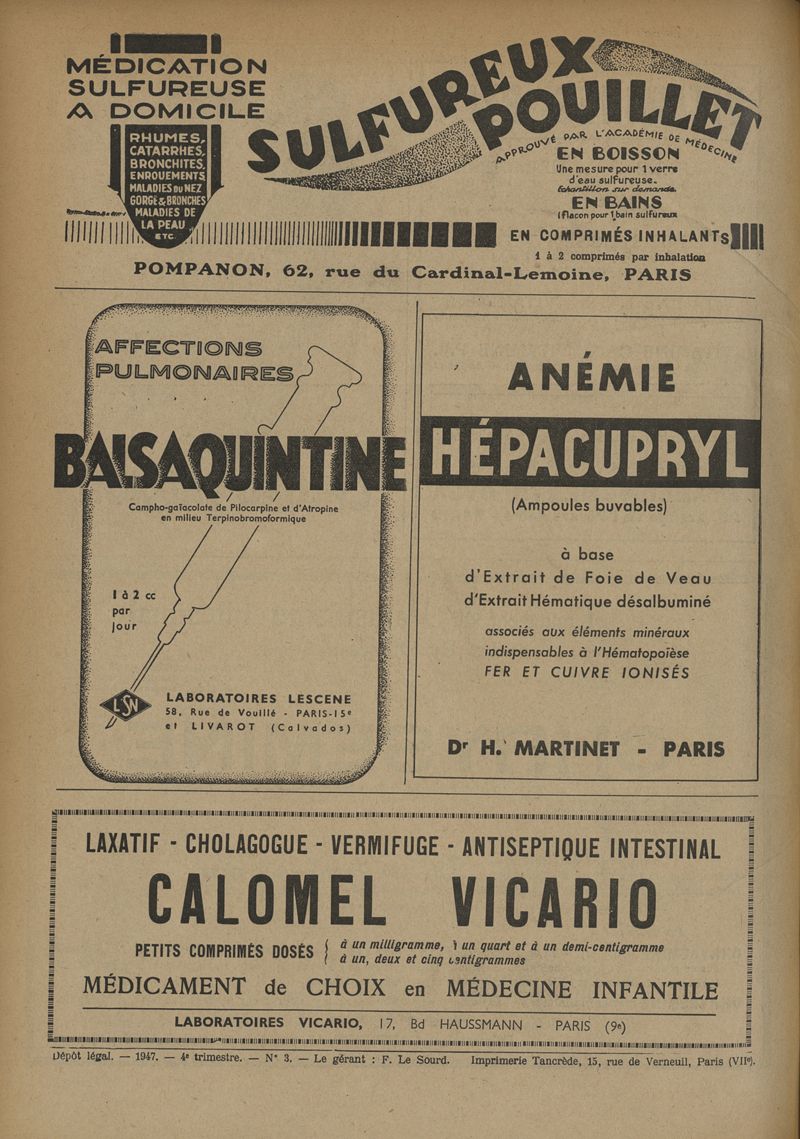 MÉDICATION
SULFUREUSE
A DOMICILE
RHUMES,
CATARRHES,
BRONCHITES,
ENROUEMENTS
MALADIES DU NEZ
GORGE & BRONCHES
MALADIES DE
LA PEAU
ETC.
SULFUREUX
POUILLET
APPROUVÉ PAR L'ACADÉMIE DE MÉDECINE
EN BOISSON
Une mesure pour 1 verre
d'eau sulfureuse.
Échantillon sur demande.
EN BAINS
1 flacon pour 1 bain sulfureux
EN COMPRIMÉS INHALANTS
1 à 2 comprimés par inhalation
POMPANON, 62, rue du Cardinal-Lemoine, PARIS
AFFECTIONS
PULMONAIRES
BALSAQUINTINE
Campho-gaïacolate de Pilocarpine et d'Atropine
en milieu Terpinobromoformique
1 à 2 cc
par
jour
LSN
LABORATOIRES LESCENE
58, Rue de Vouillé - PARIS-15e
et LIVAROT (Calvados)
ANÉMIE
HÉPACUPRYL
(Ampoules buvables)
à base
d'Extrait de Foie de Veau
d'Extrait Hématique désalbuminé
associés aux éléments minéraux
indispensables à l'Hématopoïèse
FER ET CUIVRE IONISÉS
Dr H. MARTINET - PARIS
LAXATIF - CHOLAGOGUE - VERMIFUGE - ANTISEPTIQUE INTESTINAL
CALOMEL VICARIO
PETITS COMPRIMÉS DOSÉS { à un milligramme, à un quart et à un demi-centigramme
à un, deux et cinq centigrammes
MÉDICAMENT de CHOIX en MÉDECINE INFANTILE
LABORATOIRES VICARIO, 17, Bd HAUSSMANN - PARIS (9e)
Dépôt légal. — 1947. — 4e trimestre. — N° 3. — Le gérant : F. Le Sourd. Imprimerie Tancrède, 15, rue de Verneuil, Paris (VIIe).